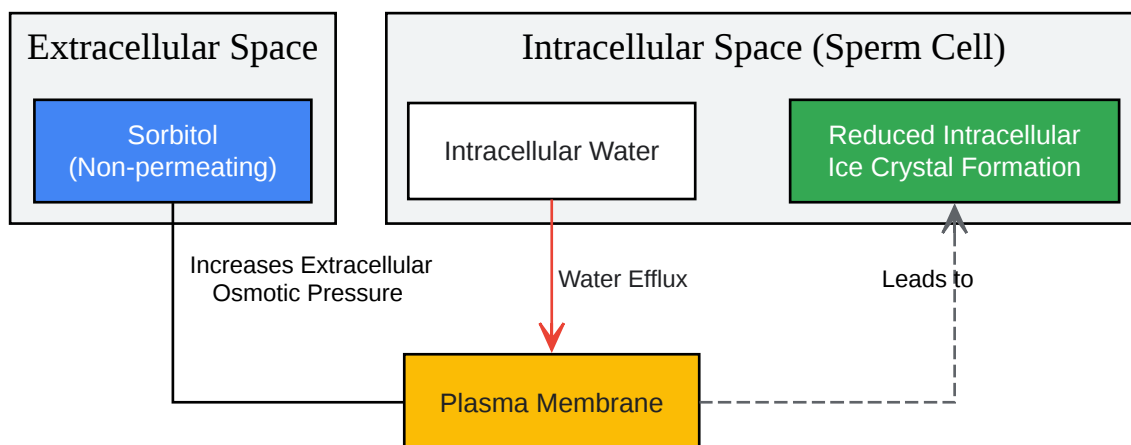 Extracellular Space
Intracellular Space (Sperm Cell)
Sorbitol
(Non-permeating)
Intracellular Water
Reduced Intracellular
Ice Crystal Formation
Increases Extracellular
Osmotic Pressure
Water Efflux
Leads to
Plasma Membrane